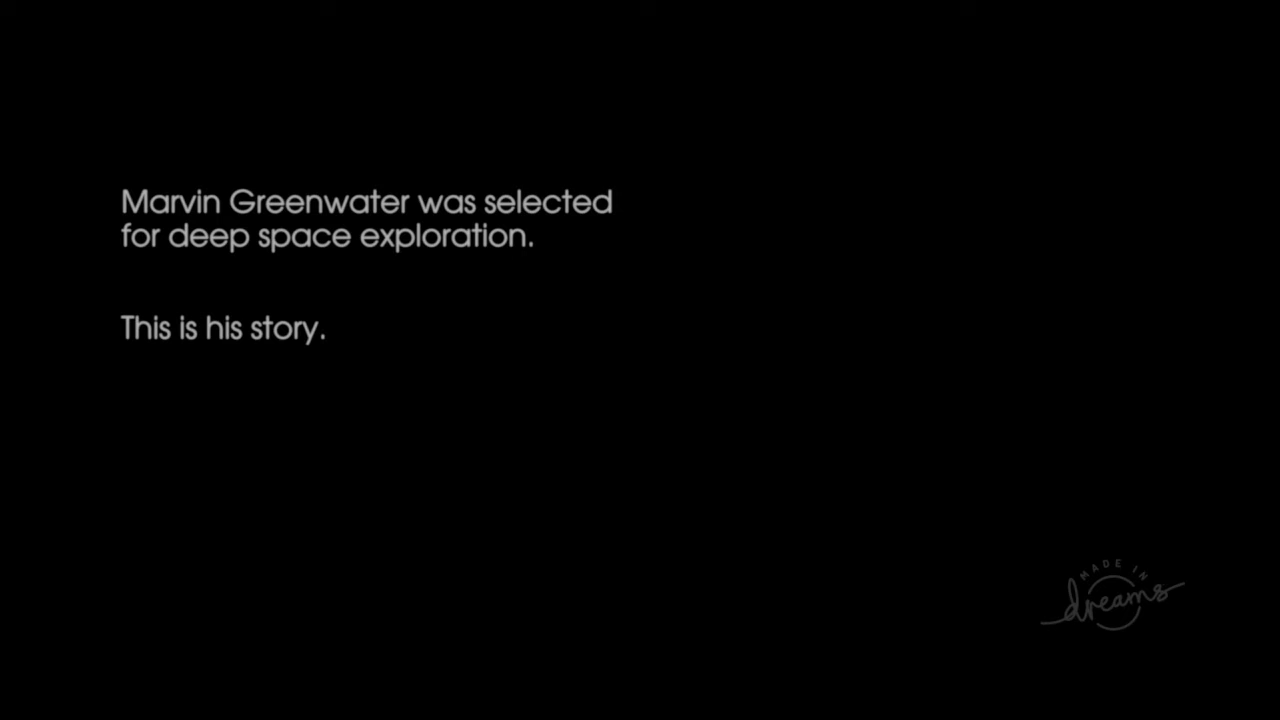 Marvin Greenwater was selected
for deep space exploration.
This is his story.
MADE IN
dreams